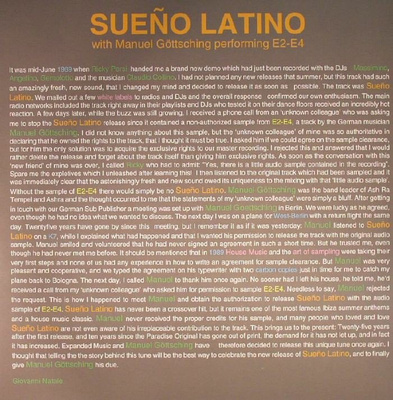 SUEÑO LATINO
with Manuel Göttsching performing E2-E4
It was mid-June 1989 when Ricky Persi handed me a brand new demo which had just been recorded with the DJs Massimino,
Angelino, Benedetto and the musician Claudio Collino. I had not planned any new releases that summer, but this track had such
an amazingly fresh, new sound, that I changed my mind and decided to release it as soon as possible. The track was Sueño
Latino. We mailed out a few white labels to radios and DJs and the overall response confirmed our own enthusiasm. The main
radio networks included the track right away in their playlists and DJs who tested it on their dance floors received an incredibly hot
reaction. A few days later, while the buzz was still growing, I received a phone call from an 'unknown colleague' who was asking
me to stop the Sueño Latino release since it contained a non-authorized sample from E2-E4, a track by the German musician
Manuel Göttsching. I did not know anything about this sample, but the 'unknown colleague' of mine was so authoritative in
declaring that he owned the rights to the track, that I thought it must be true. I asked him if we could agree on the sample clearance,
but for him the only solution was to acquire the exclusive rights to our master recording. I rejected this and answered that I would
rather delete the release and forget about the track itself than giving him exclusive rights. As soon as the conversation with this
'new friend' of mine was over, I called Ricky who had to admit: "Yes, there is a little audio sample contained in the recording".
Spare me the expletives which I unleashed after learning this! I then listened to the original track which had been sampled and it
was immediately clear that the astonishingly fresh and new sound owed its uniqueness to the mixing with that 'little audio sample'.
Without the sample of E2-E4 there would simply be no Sueño Latino. Manuel Göttsching was the band leader of Ash Ra
Tempel and Ashra and the thought occurred to me that the statements of my 'unknown colleague' were simply a bluff. After getting
in touch with our German Sub Publisher a meeting was set up with Manuel Goettsching in Berlin. We were lucky as he agreed,
even though he had no idea what we wanted to discuss. The next day I was on a plane for West-Berlin with a return flight the same
day. Twenty five years have gone by since this meeting, but I remember it as if it was yesterday: Manuel listened to Sueño
Latino on a K7, while I explained what had happened and that I wanted his permission to release the track with the original audio
sample. Manuel smiled and volunteered that he had never signed an agreement in such a short time. But he trusted me, even
though he had never met me before. It should be mentioned that in 1989 House Music and the art of sampling were taking their
very first steps and none of us had any experience in how to write an agreement for sample clearance. But Manuel was very
pleasant and cooperative, and we typed the agreement on his typewriter with two carbon copies just in time for me to catch my
plane back to Bologna. The next day, I called Manuel to thank him once again. No sooner had I left his house, he told me, he'd
received a call from my 'unknown colleague' who asked him for permission to sample E2-E4. Needless to say, Manuel rejected
the request. This is how I happened to meet Manuel and obtain the authorization to release Sueño Latino with the audio
sample of E2-E4. Sueño Latino has never been a crossover hit, but it remains one of the most famous Ibiza summer anthems
and a house music classic. Manuel never received the proper credits for his sample, and many people who loved and love
Sueño Latino are not even aware of his irreplaceable contribution to the track. This brings us to the present: Twenty-five years
after the first release, and ten years since the Paradise Original has gone out of print, the demand for it has not let up, and in fact
it has increased. Expanded Music and Manuel Göttsching have therefore decided to release this unique tune once again. I
thought that telling the the story behind this tune will be the best way to celebrate the new release of Sueño Latino, and to finally
give Manuel Göttsching his due.
Giovanni Natale